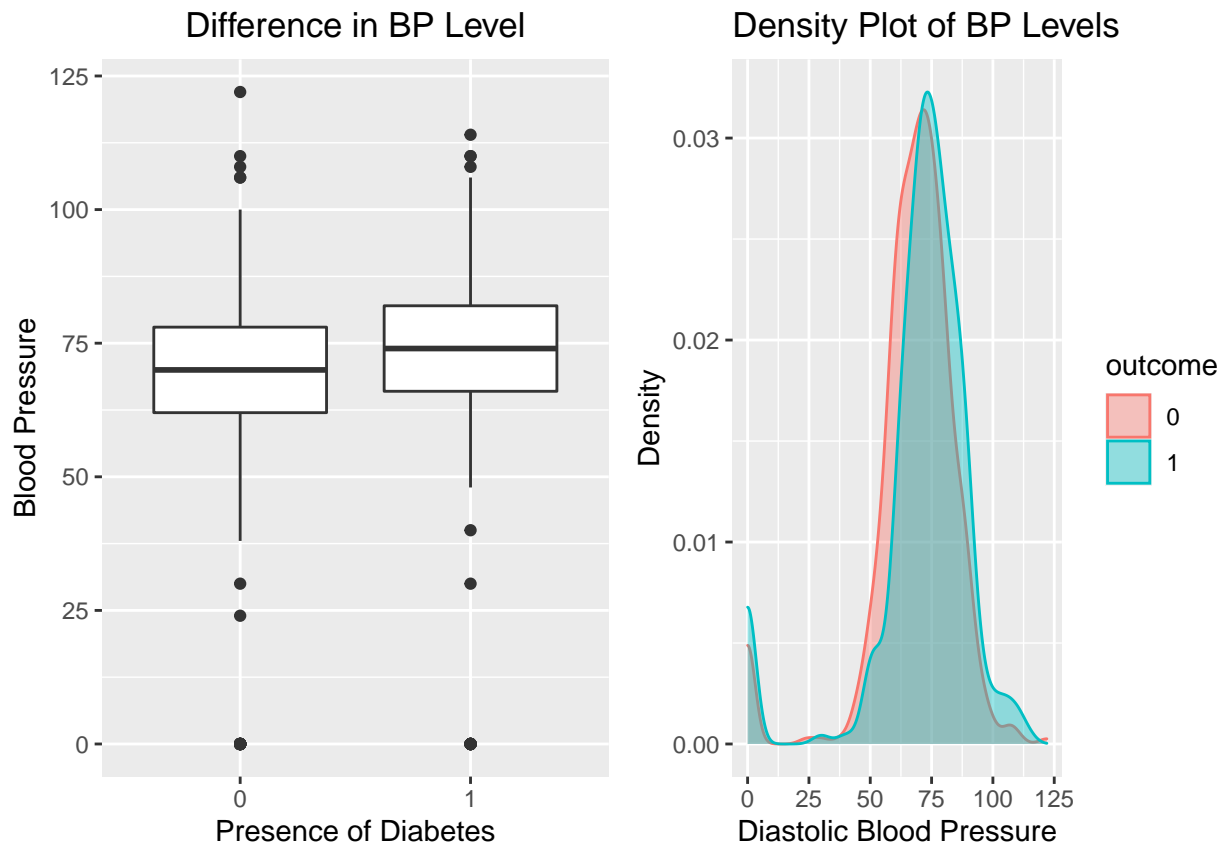 Difference in BP Level
125
100
75
50
25
0
Blood Pressure
0 1
Presence of Diabetes
Density Plot of BP Levels
0.03
0.02
0.01
0.00
Density
0 25 50 75 100 125
Diastolic Blood Pressure
outcome
0
1